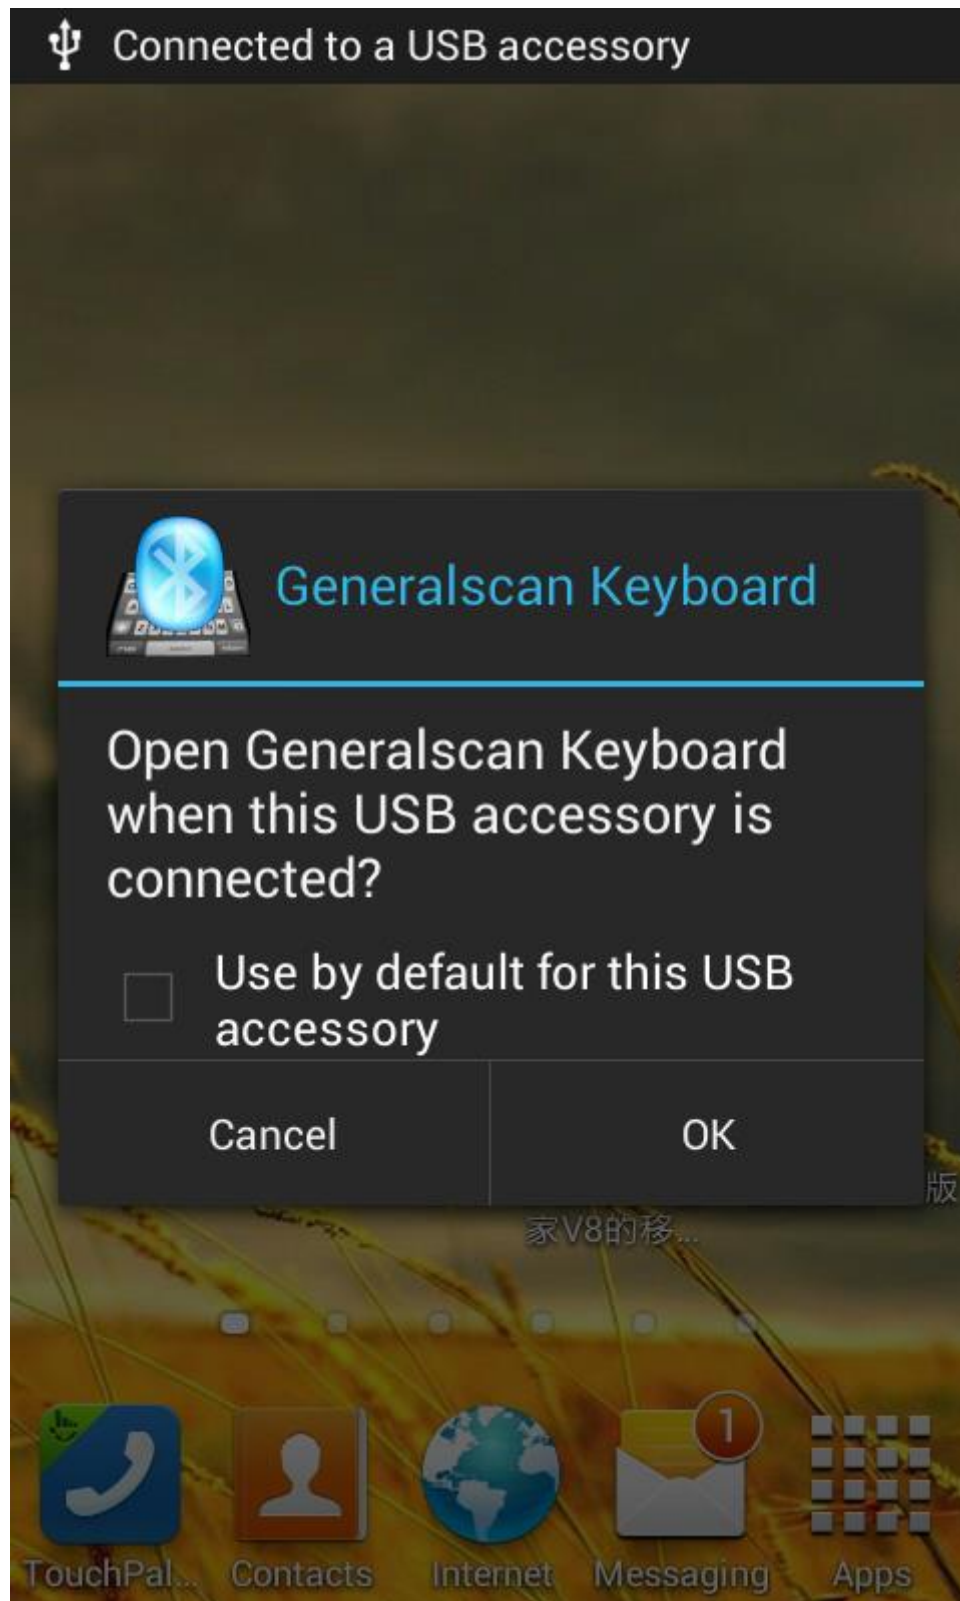 Connected to a USB accessory
Generalscan Keyboard
Open Generalscan Keyboard
when this USB accessory is
connected?
Use by default for this USB
accessory
Cancel
OK
版
家V8的移...
1
TouchPal...
Contacts
Internet
Messaging
Apps